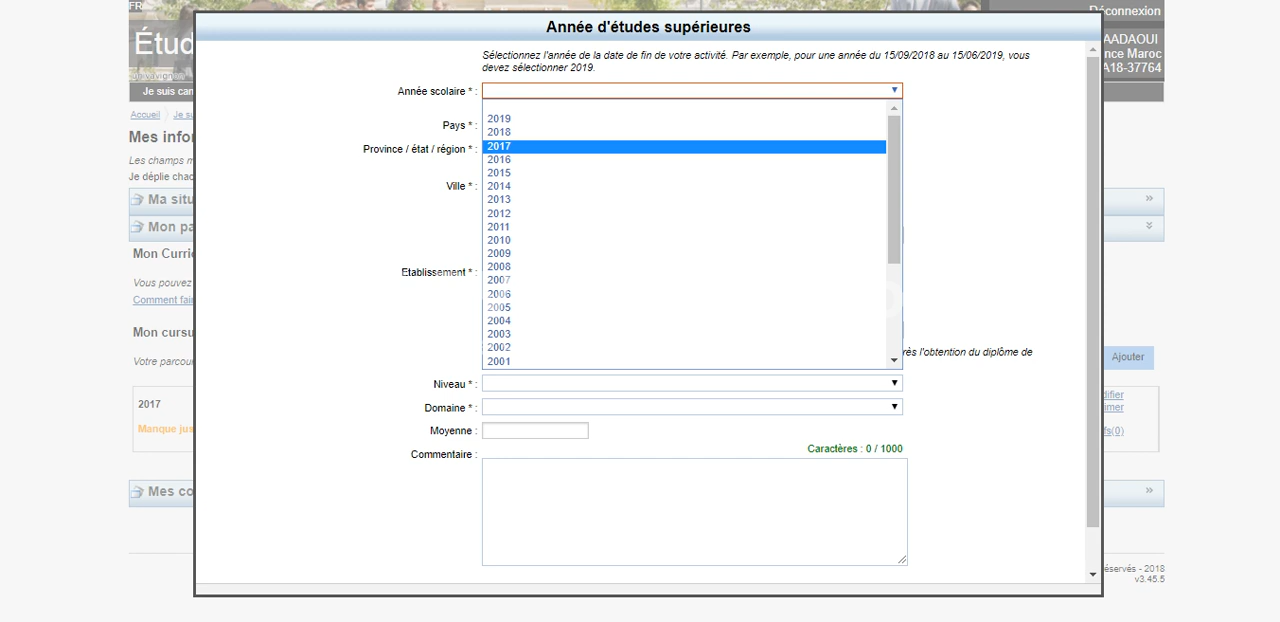 FR
Déconnexion
Année d'études supérieures
Étud
AADAOUI
nce Maroc
A18-37764
univavignon
Sélectionnez l'année de la date de fin de votre activité. Par exemple, pour une année du 15/09/2018 au 15/06/2019, vous
devez sélectionner 2019.
Je suis can
Année scolaire * :
Accueil
Je su
Mes infor
Pays * :
2019
2018
2017
Province / état / région * :
Les champs m
2016
Je déplie chac
2015
Ville * :
2014
Ma situ
2013
2012
Mon pa
2011
2010
Mon Curric
2009
2008
Etablissement * :
Vous pouvez
2007
Comment fair
2006
2005
2004
Mon cursu
2003
2002
rès l'obtention du diplôme de
Votre parcour
2001
Ajouter
Niveau * :
difier
2017
Domaine * :
imer
Manque jus
Moyenne :
fs(0)
Caractères : 0 / 1000
Commentaire :
Mes co
éservés - 2018
v3.45.5